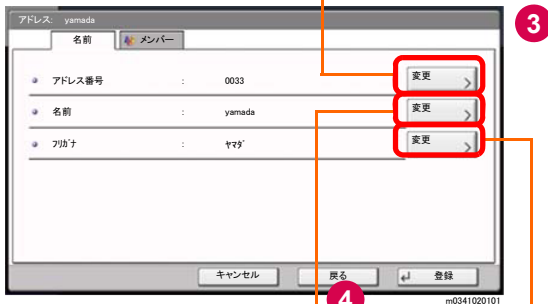 アドレス: yamada
3
名前 メンバー
アドレス番号 : 0033 変更
名前 : yamada 変更
ﾌﾘｶﾞﾅ : ﾔﾏﾀﾞ 変更
キャンセル 戻る 登録
4
m0341020101